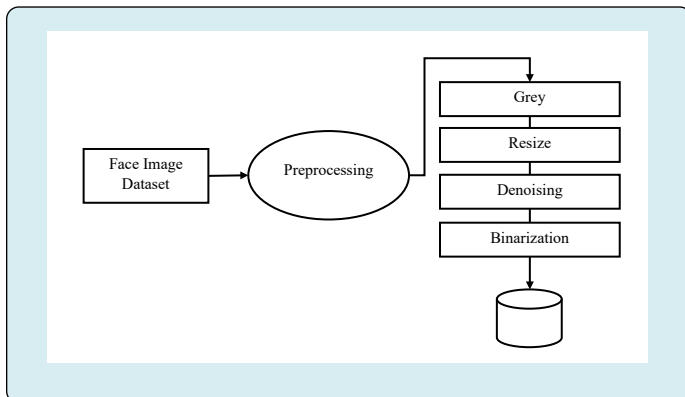 Face Image
Dataset
Preprocessing
Grey
Resize
Denoising
Binarization